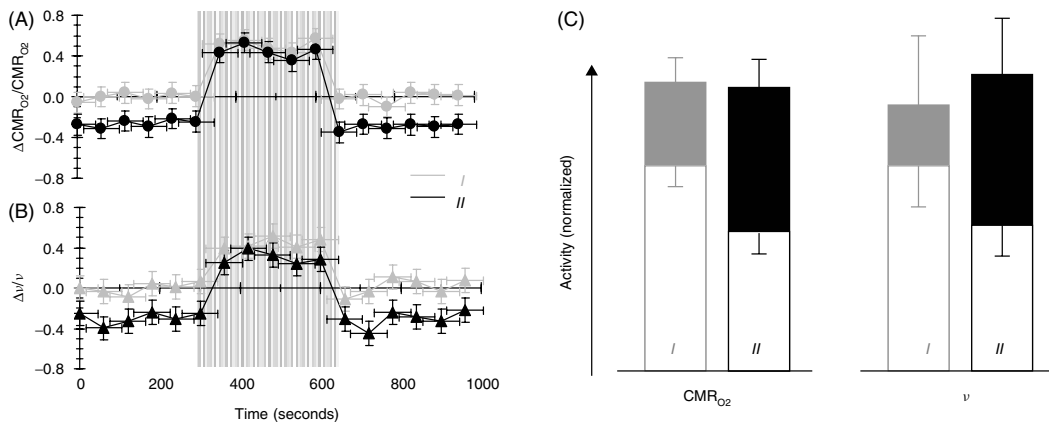 (A)
0.8
0.4
0.0
−0.4
−0.8
ΔCMRO2/CMRO2
I
II
(B)
0.8
0.4
0.0
−0.4
−0.8
Δν/ν
0 200 400 600 800 1000
Time (seconds)
(C)
Activity (normalized)
I II I II
CMRO2 ν